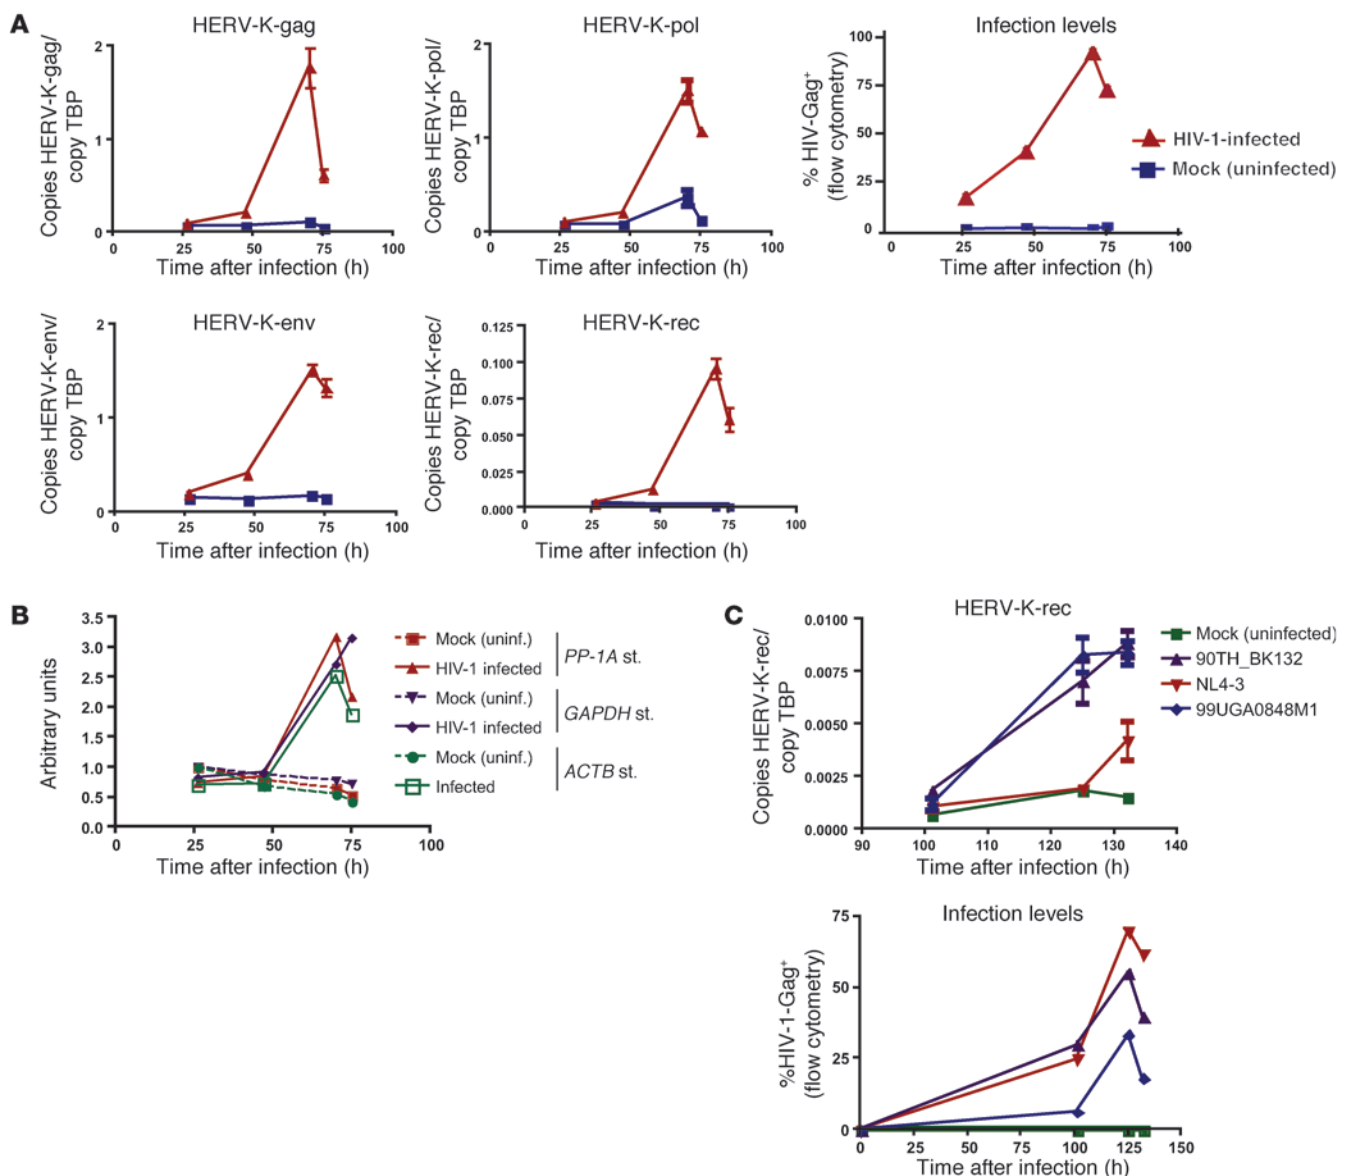 A
HERV-K-gag
Copies HERV-K-gag/
copy TBP
2
1
0
0 25 50 75 100
Time after infection (h)
HERV-K-pol
Copies HERV-K-pol/
copy TBP
2
1
0
0 25 50 75 100
Time after infection (h)
Infection levels
% HIV-Gag⁺
(flow cytometry)
100
75
50
25
0
0 25 50 75 100
Time after infection (h)
HIV-1-infected
Mock (uninfected)
HERV-K-env
Copies HERV-K-env/
copy TBP
2
1
0
0 25 50 75 100
Time after infection (h)
HERV-K-rec
Copies HERV-K-rec/
copy TBP
0.125
0.100
0.075
0.050
0.025
0.000
0 25 50 75 100
Time after infection (h)
B
Arbitrary units
3.5
3.0
2.5
2.0
1.5
1.0
0.5
0.0
0 25 50 75 100
Time after infection (h)
Mock (uninf.)
HIV-1 infected
PP-1A st.
Mock (uninf.)
HIV-1 infected
GAPDH st.
Mock (uninf.)
Infected
ACTB st.
C
HERV-K-rec
Copies HERV-K-rec/
copy TBP
0.0100
0.0075
0.0050
0.0025
0.0000
90 100 110 120 130 140
Time after infection (h)
Mock (uninfected)
90TH_BK132
NL4-3
99UGA0848M1
Infection levels
%HIV-1-Gag⁺
(flow cytometry)
75
50
25
0
0 25 50 75 100 125 150
Time after infection (h)